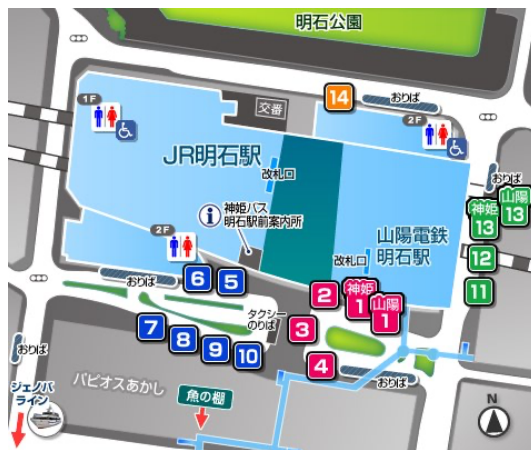 明石公園
14
おりば
1F
交番
2F
JR明石駅
改札口
おりば
山陽
13
神姫
13
神姫バス
明石駅前案内所
山陽電鉄
明石駅
2F
改札口
12
おりば
6
5
2
神姫
1
山陽
1
11
タクシー
のりば
3
7
8
9
10
4
おりば
おりば
パピオスあかし
ジェノバ
ライン
魚の棚
N